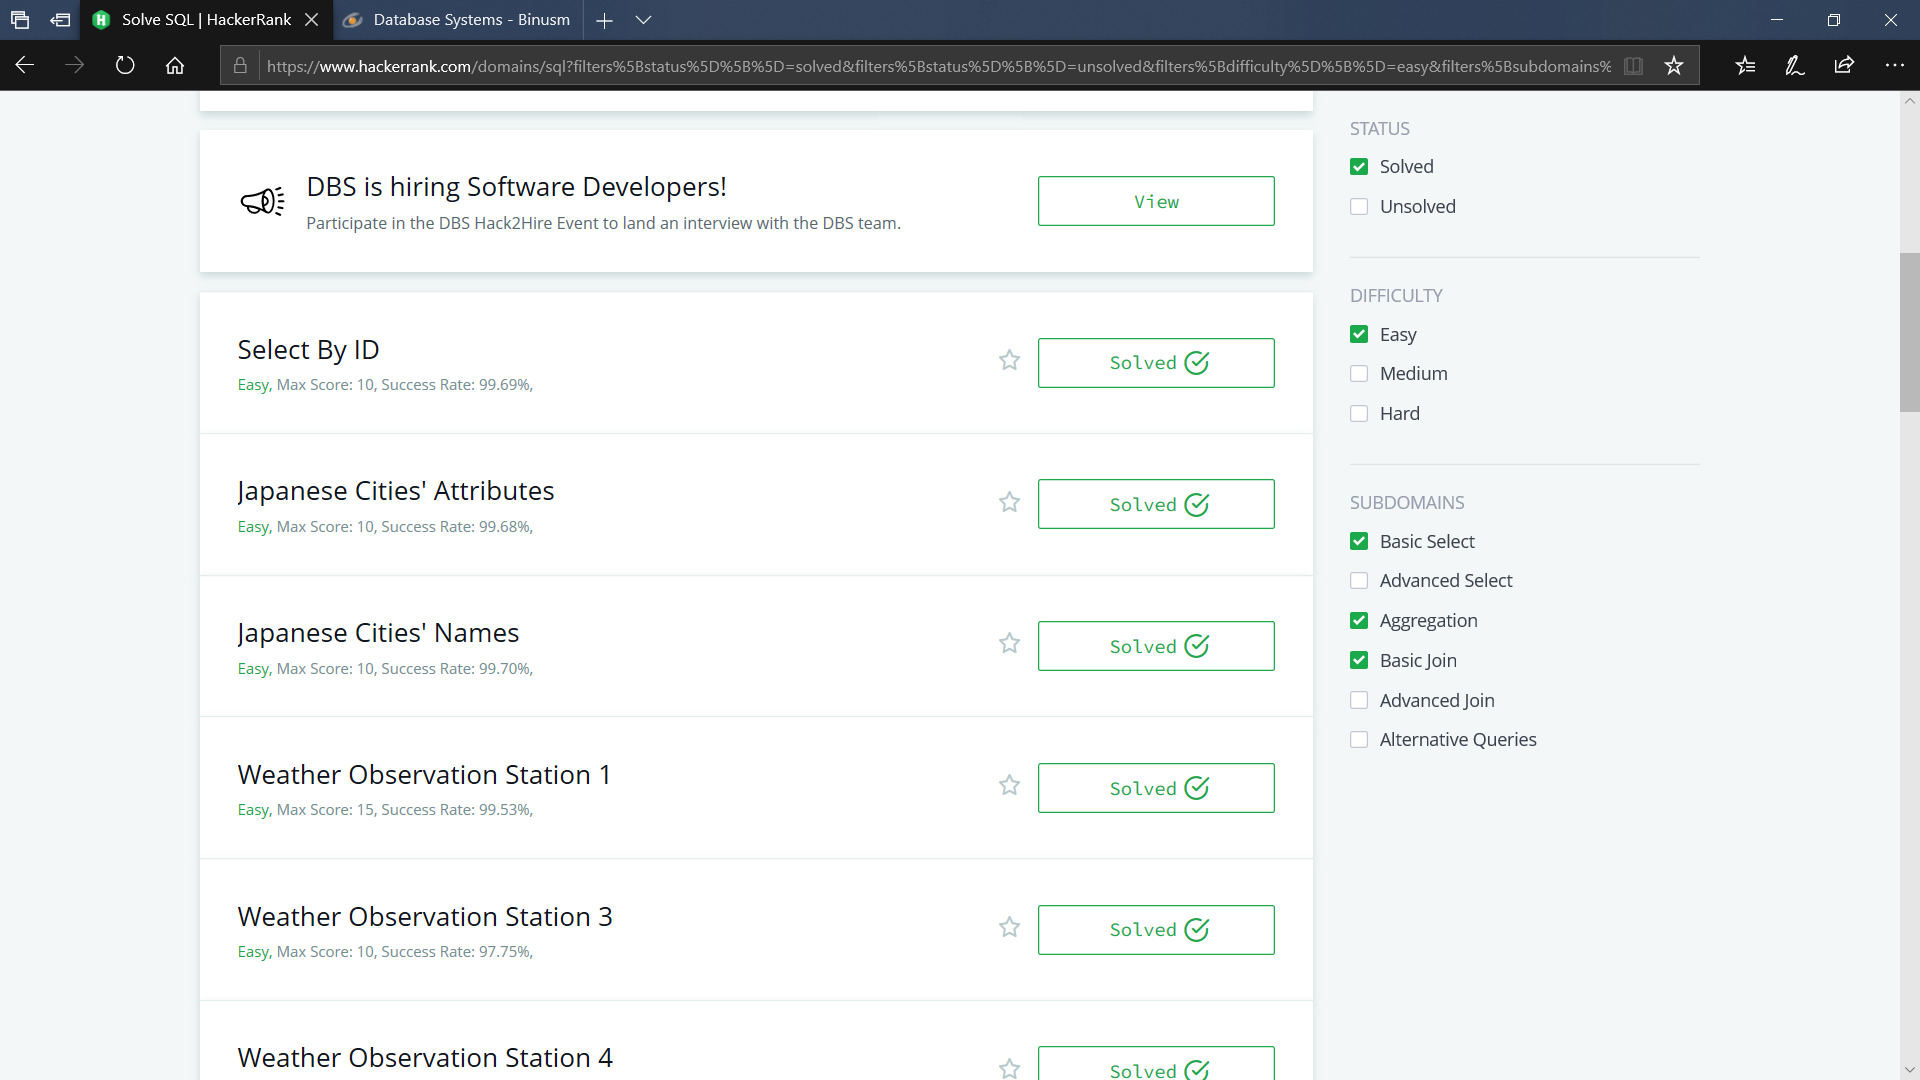 Solve SQL | HackerRank
Database Systems - Binusm
https://www.hackerrank.com/domains/sql?filters%5Bstatus%5D%5B%5D=solved&filters%5Bstatus%5D%5B%5D=unsolved&filters%5Bdifficulty%5D%5B%5D=easy&filters%5Bsubdomains%
DBS is hiring Software Developers!
Participate in the DBS Hack2Hire Event to land an interview with the DBS team.
View
Select By ID
Easy, Max Score: 10, Success Rate: 99.69%,
Solved
Japanese Cities' Attributes
Easy, Max Score: 10, Success Rate: 99.68%,
Solved
Japanese Cities' Names
Easy, Max Score: 10, Success Rate: 99.70%,
Solved
Weather Observation Station 1
Easy, Max Score: 15, Success Rate: 99.53%,
Solved
Weather Observation Station 3
Easy, Max Score: 10, Success Rate: 97.75%,
Solved
Weather Observation Station 4
Solved
STATUS
Solved
Unsolved
DIFFICULTY
Easy
Medium
Hard
SUBDOMAINS
Basic Select
Advanced Select
Aggregation
Basic Join
Advanced Join
Alternative Queries